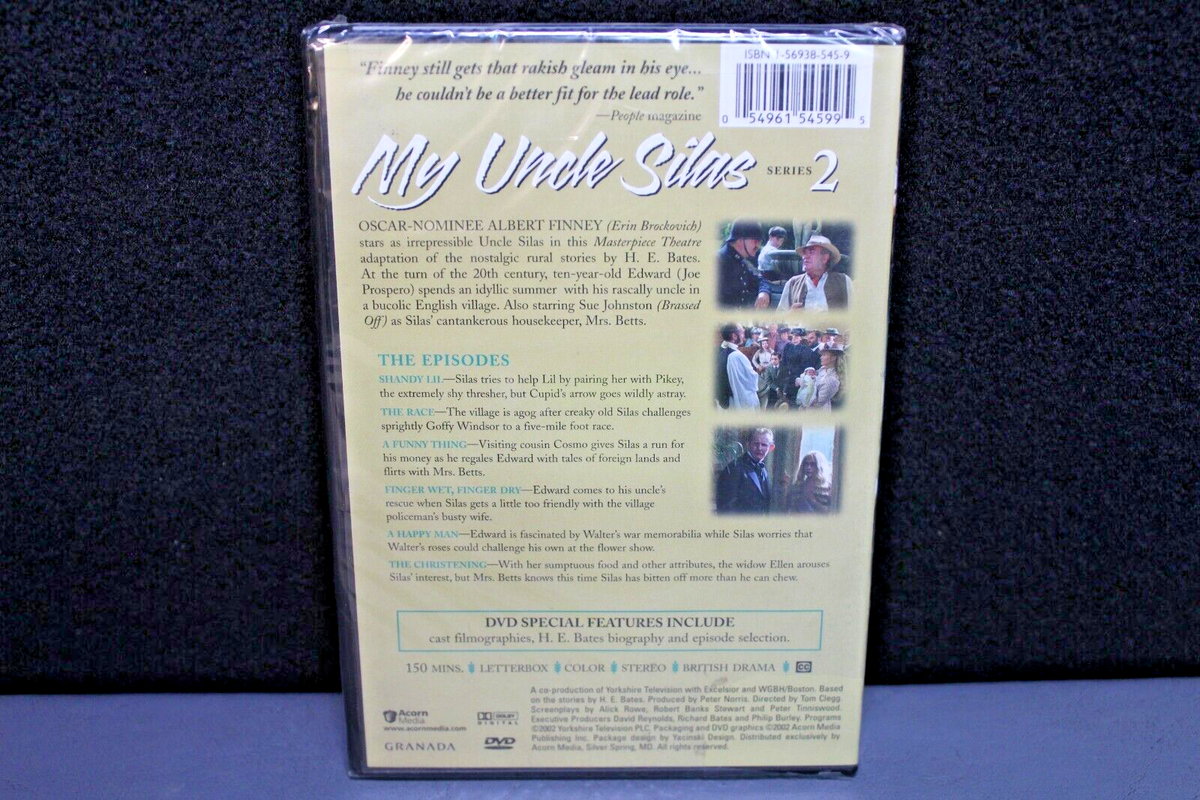 "Finney still gets that rakish gleam in his eye...
he couldn't be a better fit for the lead role."
—People magazine
ISBN 1-56938-545-9
0 54961 54599 5
My Uncle Silas SERIES 2
OSCAR-NOMINEE ALBERT FINNEY (Erin Brockovich)
stars as irrepressible Uncle Silas in this Masterpiece Theatre
adaptation of the nostalgic rural stories by H. E. Bates.
At the turn of the 20th century, ten-year-old Edward (Joe
Prospero) spends an idyllic summer with his rascally uncle in
a bucolic English village. Also starring Sue Johnston (Brassed
Off) as Silas' cantankerous housekeeper, Mrs. Betts.
THE EPISODES
SHANDY LIL—Silas tries to help Lil by pairing her with Pikey,
the extremely shy thresher, but Cupid's arrow goes wildly astray.
THE RACE—The village is agog after creaky old Silas challenges
sprightly Goffy Windsor to a five-mile foot race.
A FUNNY THING—Visiting cousin Cosmo gives Silas a run for
his money as he regales Edward with tales of foreign lands and
flirts with Mrs. Betts.
FINGER WET, FINGER DRY—Edward comes to his uncle's
rescue when Silas gets a little too friendly with the village
policeman's busty wife.
A HAPPY MAN—Edward is fascinated by Walter's war memorabilia while Silas worries that
Walter's roses could challenge his own at the flower show.
THE CHRISTENING—With her sumptuous food and other attributes, the widow Ellen arouses
Silas' interest, but Mrs. Betts knows this time Silas has bitten off more than he can chew.
DVD SPECIAL FEATURES INCLUDE
cast filmographies, H. E. Bates biography and episode selection.
150 MINS. LETTERBOX COLOR STEREO BRITISH DRAMA CC
Acorn
Media
www.acornmedia.com
GRANADA
DOLBY
DIGITAL
DVD
A co-production of Yorkshire Television with Excelsior and WGBH/Boston. Based
on the stories by H. E. Bates. Produced by Peter Norris. Directed by Tom Clegg.
Screenplays by Alick Rowe, Robert Banks Stewart and Peter Tinniswood.
Executive Producers David Reynolds, Richard Bates and Philip Burley. Programs
©2002 Yorkshire Television PLC. Packaging and DVD graphics ©2002 Acorn Media
Publishing Inc. Package design by Yacinski Design. Distributed exclusively by
Acorn Media, Silver Spring, MD. All rights reserved.